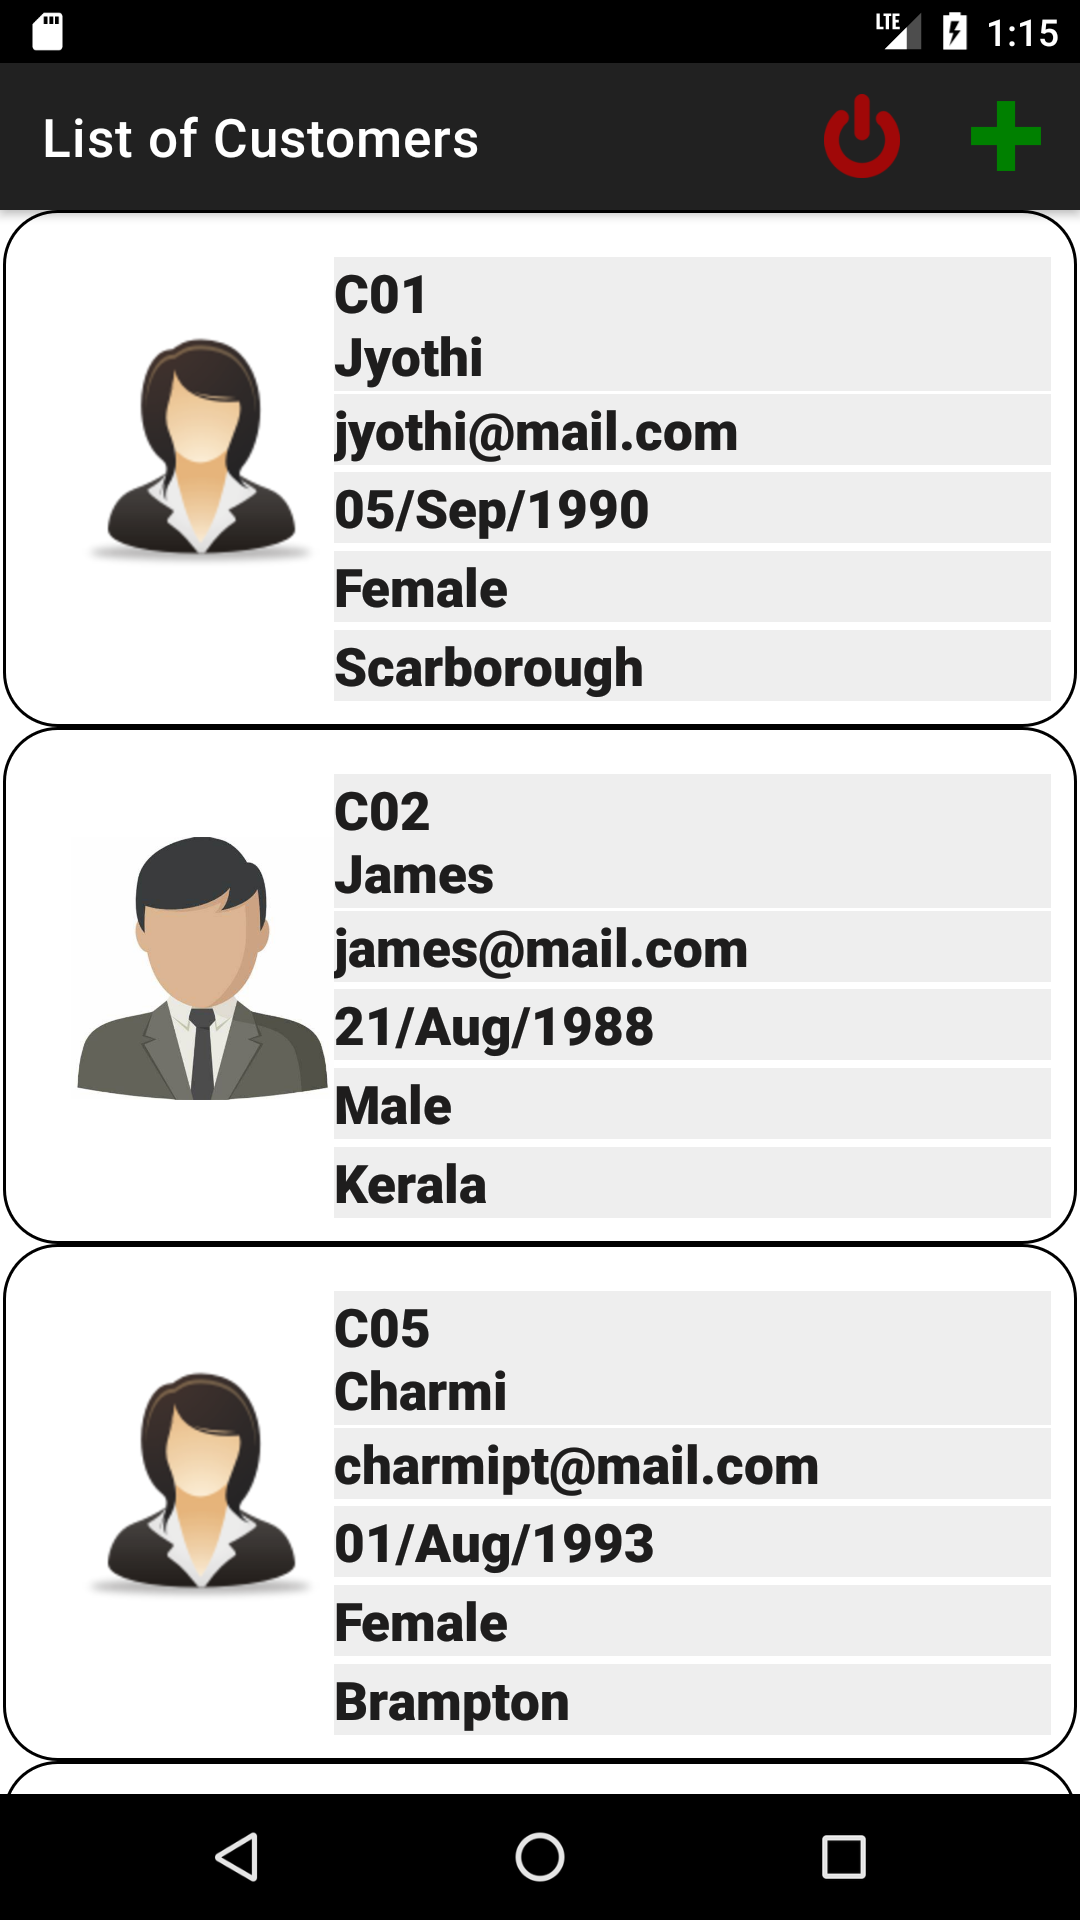 LTE 1:15
List of Customers
C01
Jyothi
jyothi@mail.com
05/Sep/1990
Female
Scarborough
C02
James
james@mail.com
21/Aug/1988
Male
Kerala
C05
Charmi
charmipt@mail.com
01/Aug/1993
Female
Brampton